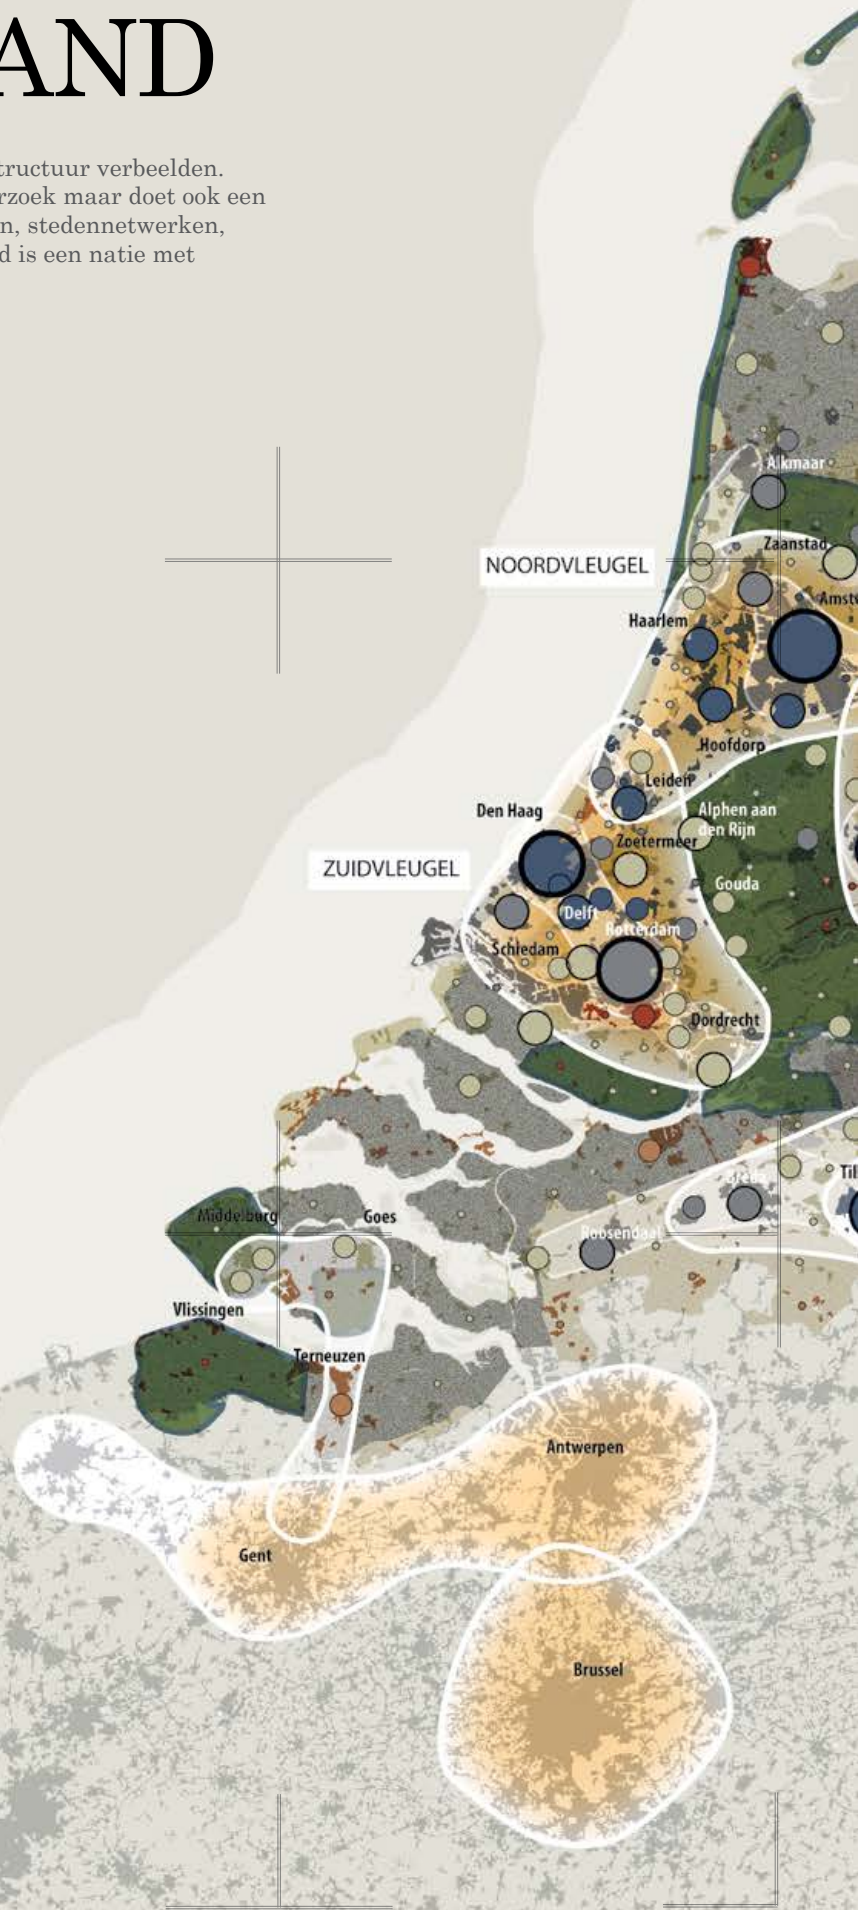 AND
tructuur verbeelden.
rzoek maar doet ook een
n, stedennetwerken,
d is een natie met
Alkmaar
Zaanstad
NOORDVLEUGEL
Amst
Haarlem
Hoofdorp
Leiden
Den Haag
Alphen aan
den Rijn
Zoetermeer
ZUIDVLEUGEL
Gouda
Delft
Rotterdam
Schiedam
Dordrecht
Til
Middelburg
Goes
Roosendaal
Vlissingen
Terneuzen
Antwerpen
Gent
Brussel